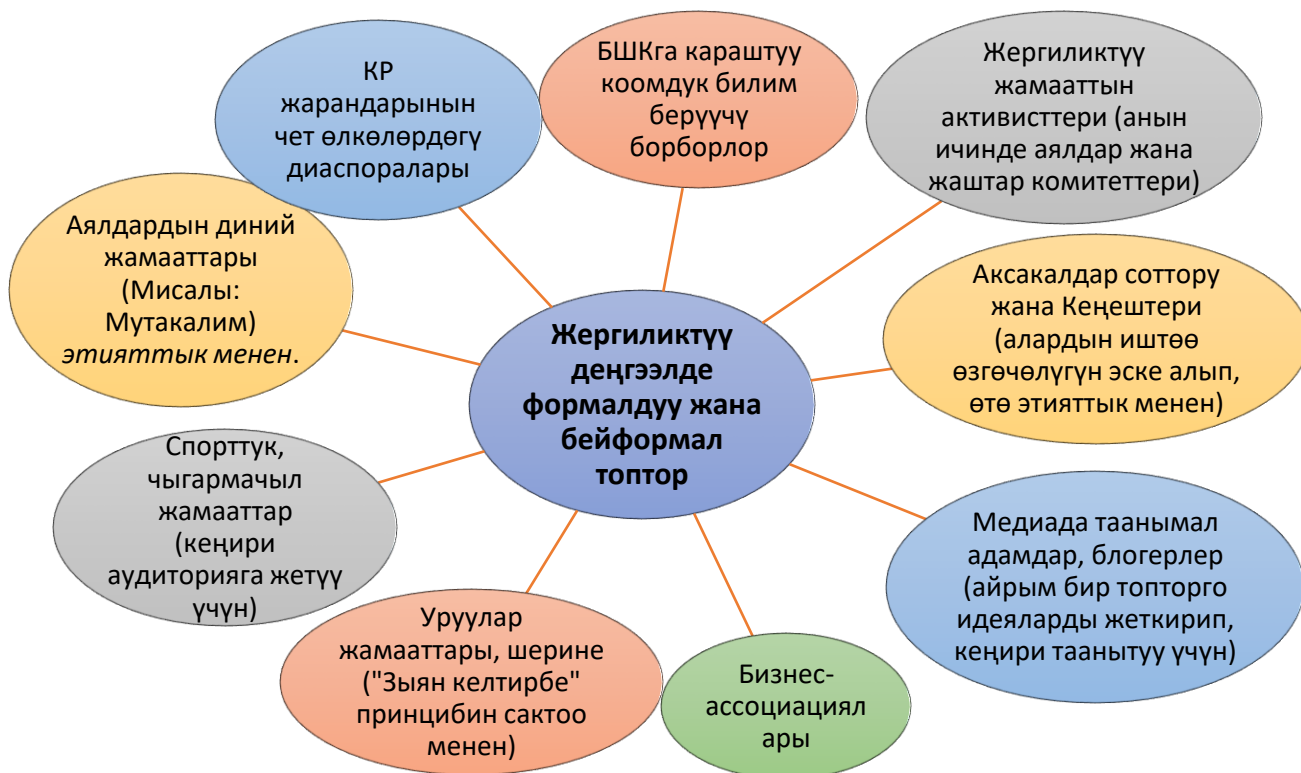 КР
жарандарынын
чет өлкөлөрдөгү
диаспоралары
БШКга караштуу
коомдук билим
берүүчү
борборлор
Жергиликтүү
жамааттын
активисттери (анын
ичинде аялдар жана
жаштар комитеттери)
Аялдардын диний
жамааттары
(Мисалы:
Мутакалим)
этияттык менен.
Жергиликтүү
деңгээлде
формалдуу жана
бейформал
топтор
Аксакалдар соттору
жана Кеңештери
(алардын иштөө
өзгөчөлүгүн эске алып,
өтө этияттык менен)
Спорттук,
чыгармачыл
жамааттар
(кеңири
аудиторияга жетүү
үчүн)
Медиада таанымал
адамдар, блогерлер
(айрым бир топторго
идеяларды жеткирип,
кеңири таанытуу үчүн)
Уруулар
жамааттары, шерине
("Зыян келтирбе"
принцибин сактоо
менен)
Бизнес-
ассоциациял
ары